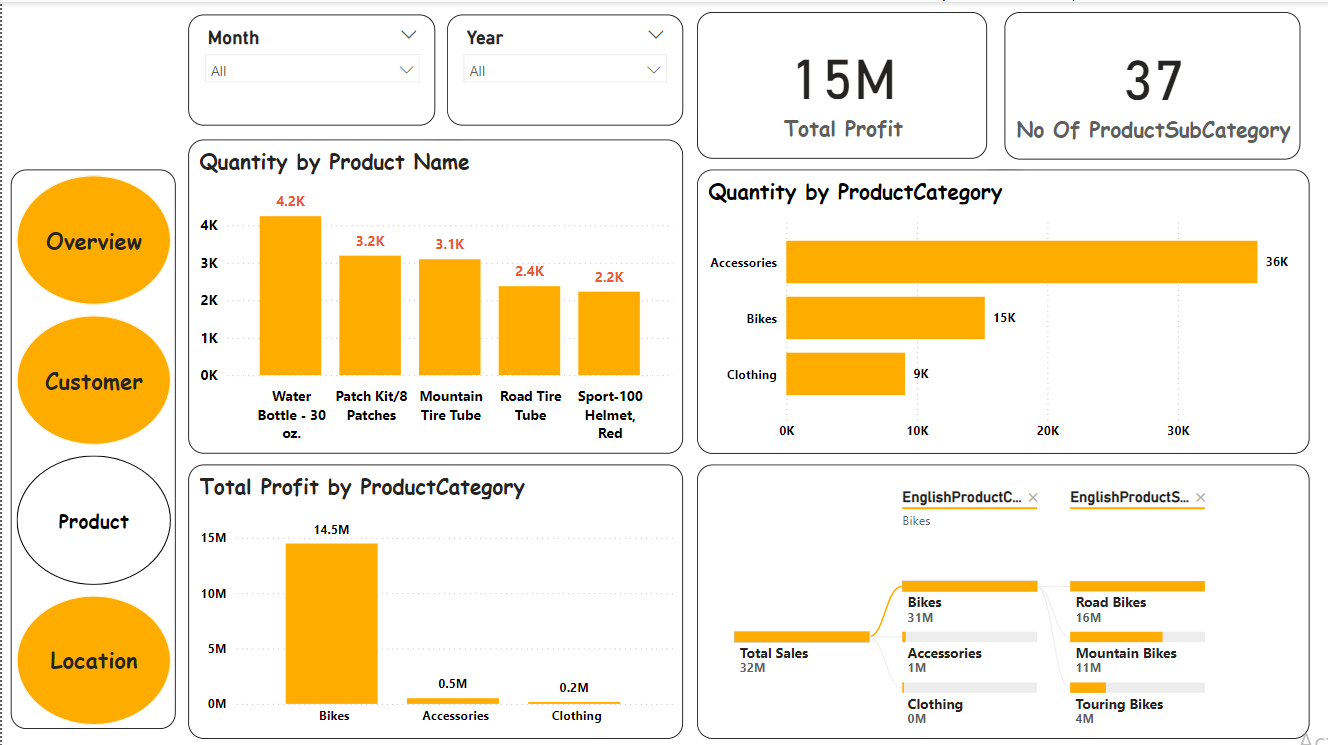 Month
All
Year
All
15M
Total Profit
37
No Of ProductSubCategory
Overview
Customer
Product
Location
Quantity by Product Name
4K
3K
2K
1K
0K
4.2K
3.2K
3.1K
2.4K
2.2K
Water
Bottle - 30
oz.
Patch Kit/8
Patches
Mountain
Tire Tube
Road Tire
Tube
Sport-100
Helmet,
Red
Quantity by ProductCategory
Accessories
36K
Bikes
15K
Clothing
9K
0K
10K
20K
30K
Total Profit by ProductCategory
15M
10M
5M
0M
14.5M
0.5M
0.2M
Bikes
Accessories
Clothing
EnglishProductC...
Bikes
EnglishProductS...
Total Sales
32M
Bikes
31M
Accessories
1M
Clothing
0M
Road Bikes
16M
Mountain Bikes
11M
Touring Bikes
4M